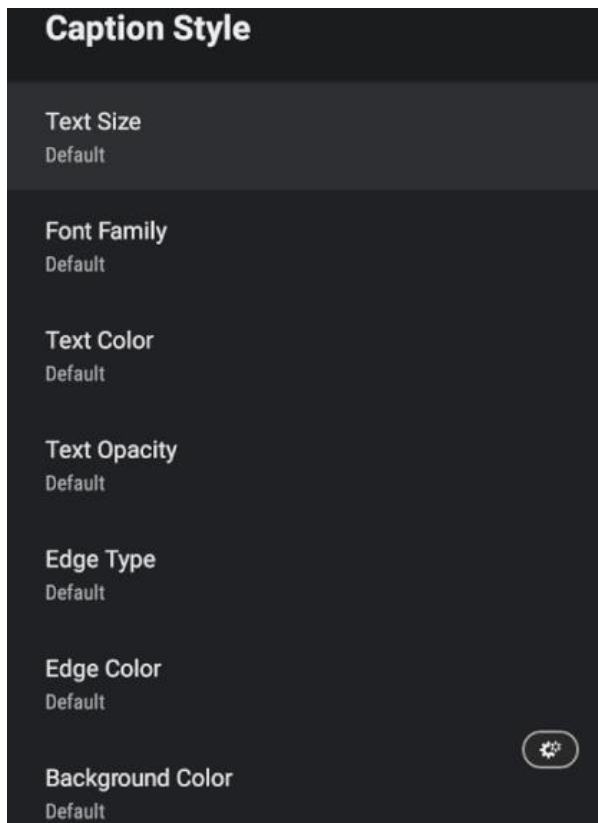 Caption Style
Text Size
Default
Font Family
Default
Text Color
Default
Text Opacity
Default
Edge Type
Default
Edge Color
Default
Background Color
Default